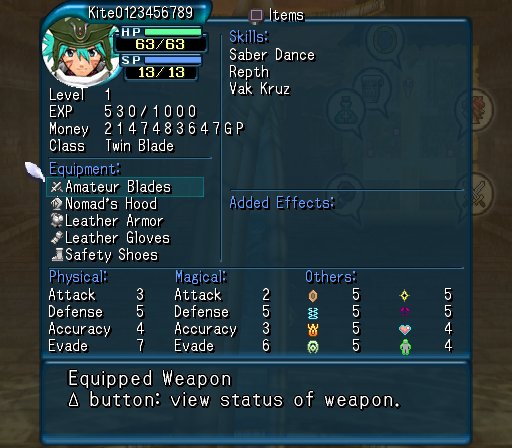 Kite0123456789
Items
HP
63/63
SP
13/13
Level 1
EXP 530/1000
Money 2147483647GP
Class Twin Blade
Skills:
Saber Dance
Repth
Vak Kruz
Equipment:
Amateur Blades
Nomad's Hood
Leather Armor
Leather Gloves
Safety Shoes
Added Effects:
Physical: Magical: Others:
Attack 3 Attack 2 5 5
Defense 5 Defense 5 5 5
Accuracy 4 Accuracy 3 5 4
Evade 7 Evade 6 5 4
Equipped Weapon
Δ button: view status of weapon.